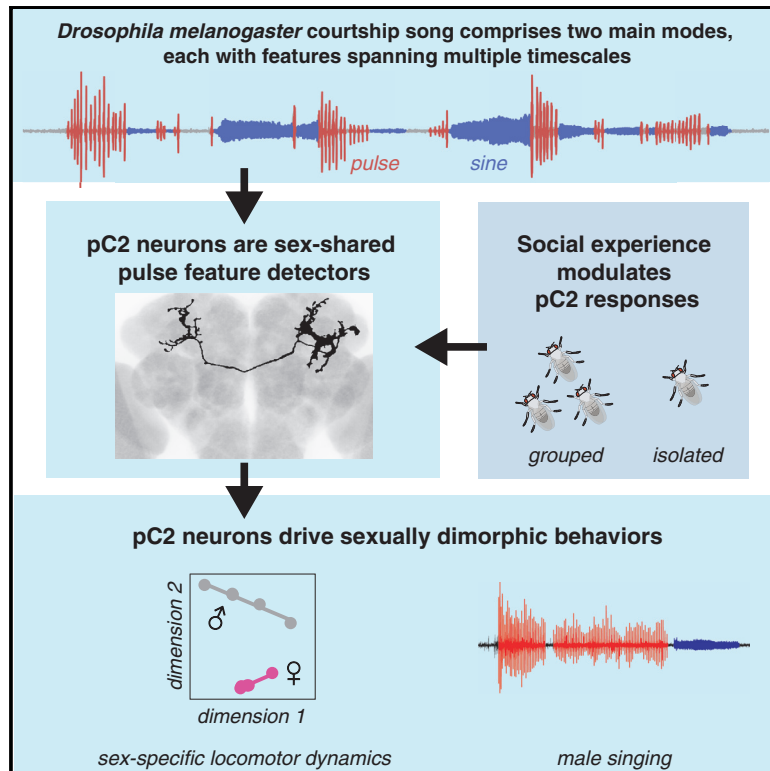 Drosophila melanogaster courtship song comprises two main modes,
each with features spanning multiple timescales
pulse
sine
pC2 neurons are sex-shared
pulse feature detectors
Social experience
modulates
pC2 responses
grouped
isolated
pC2 neurons drive sexually dimorphic behaviors
dimension 2
♂
♀
dimension 1
sex-specific locomotor dynamics
male singing